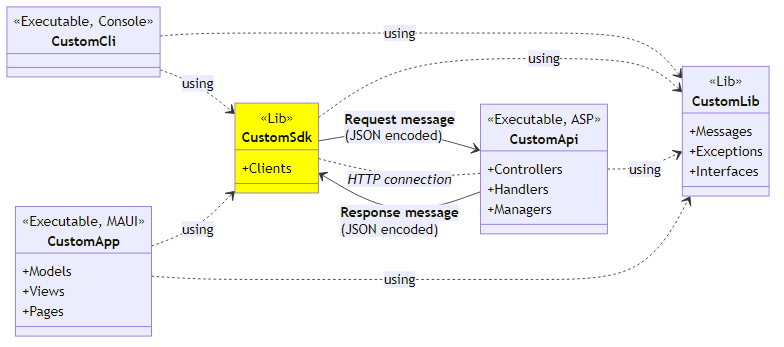 «Executable, Console»
CustomCli
using
using
using
«Lib»
CustomSdk
+Clients
Request message
(JSON encoded)
HTTP connection
Response message
(JSON encoded)
«Executable, ASP»
CustomApi
+Controllers
+Handlers
+Managers
using
«Lib»
CustomLib
+Messages
+Exceptions
+Interfaces
«Executable, MAUI»
CustomApp
+Models
+Views
+Pages
using
using